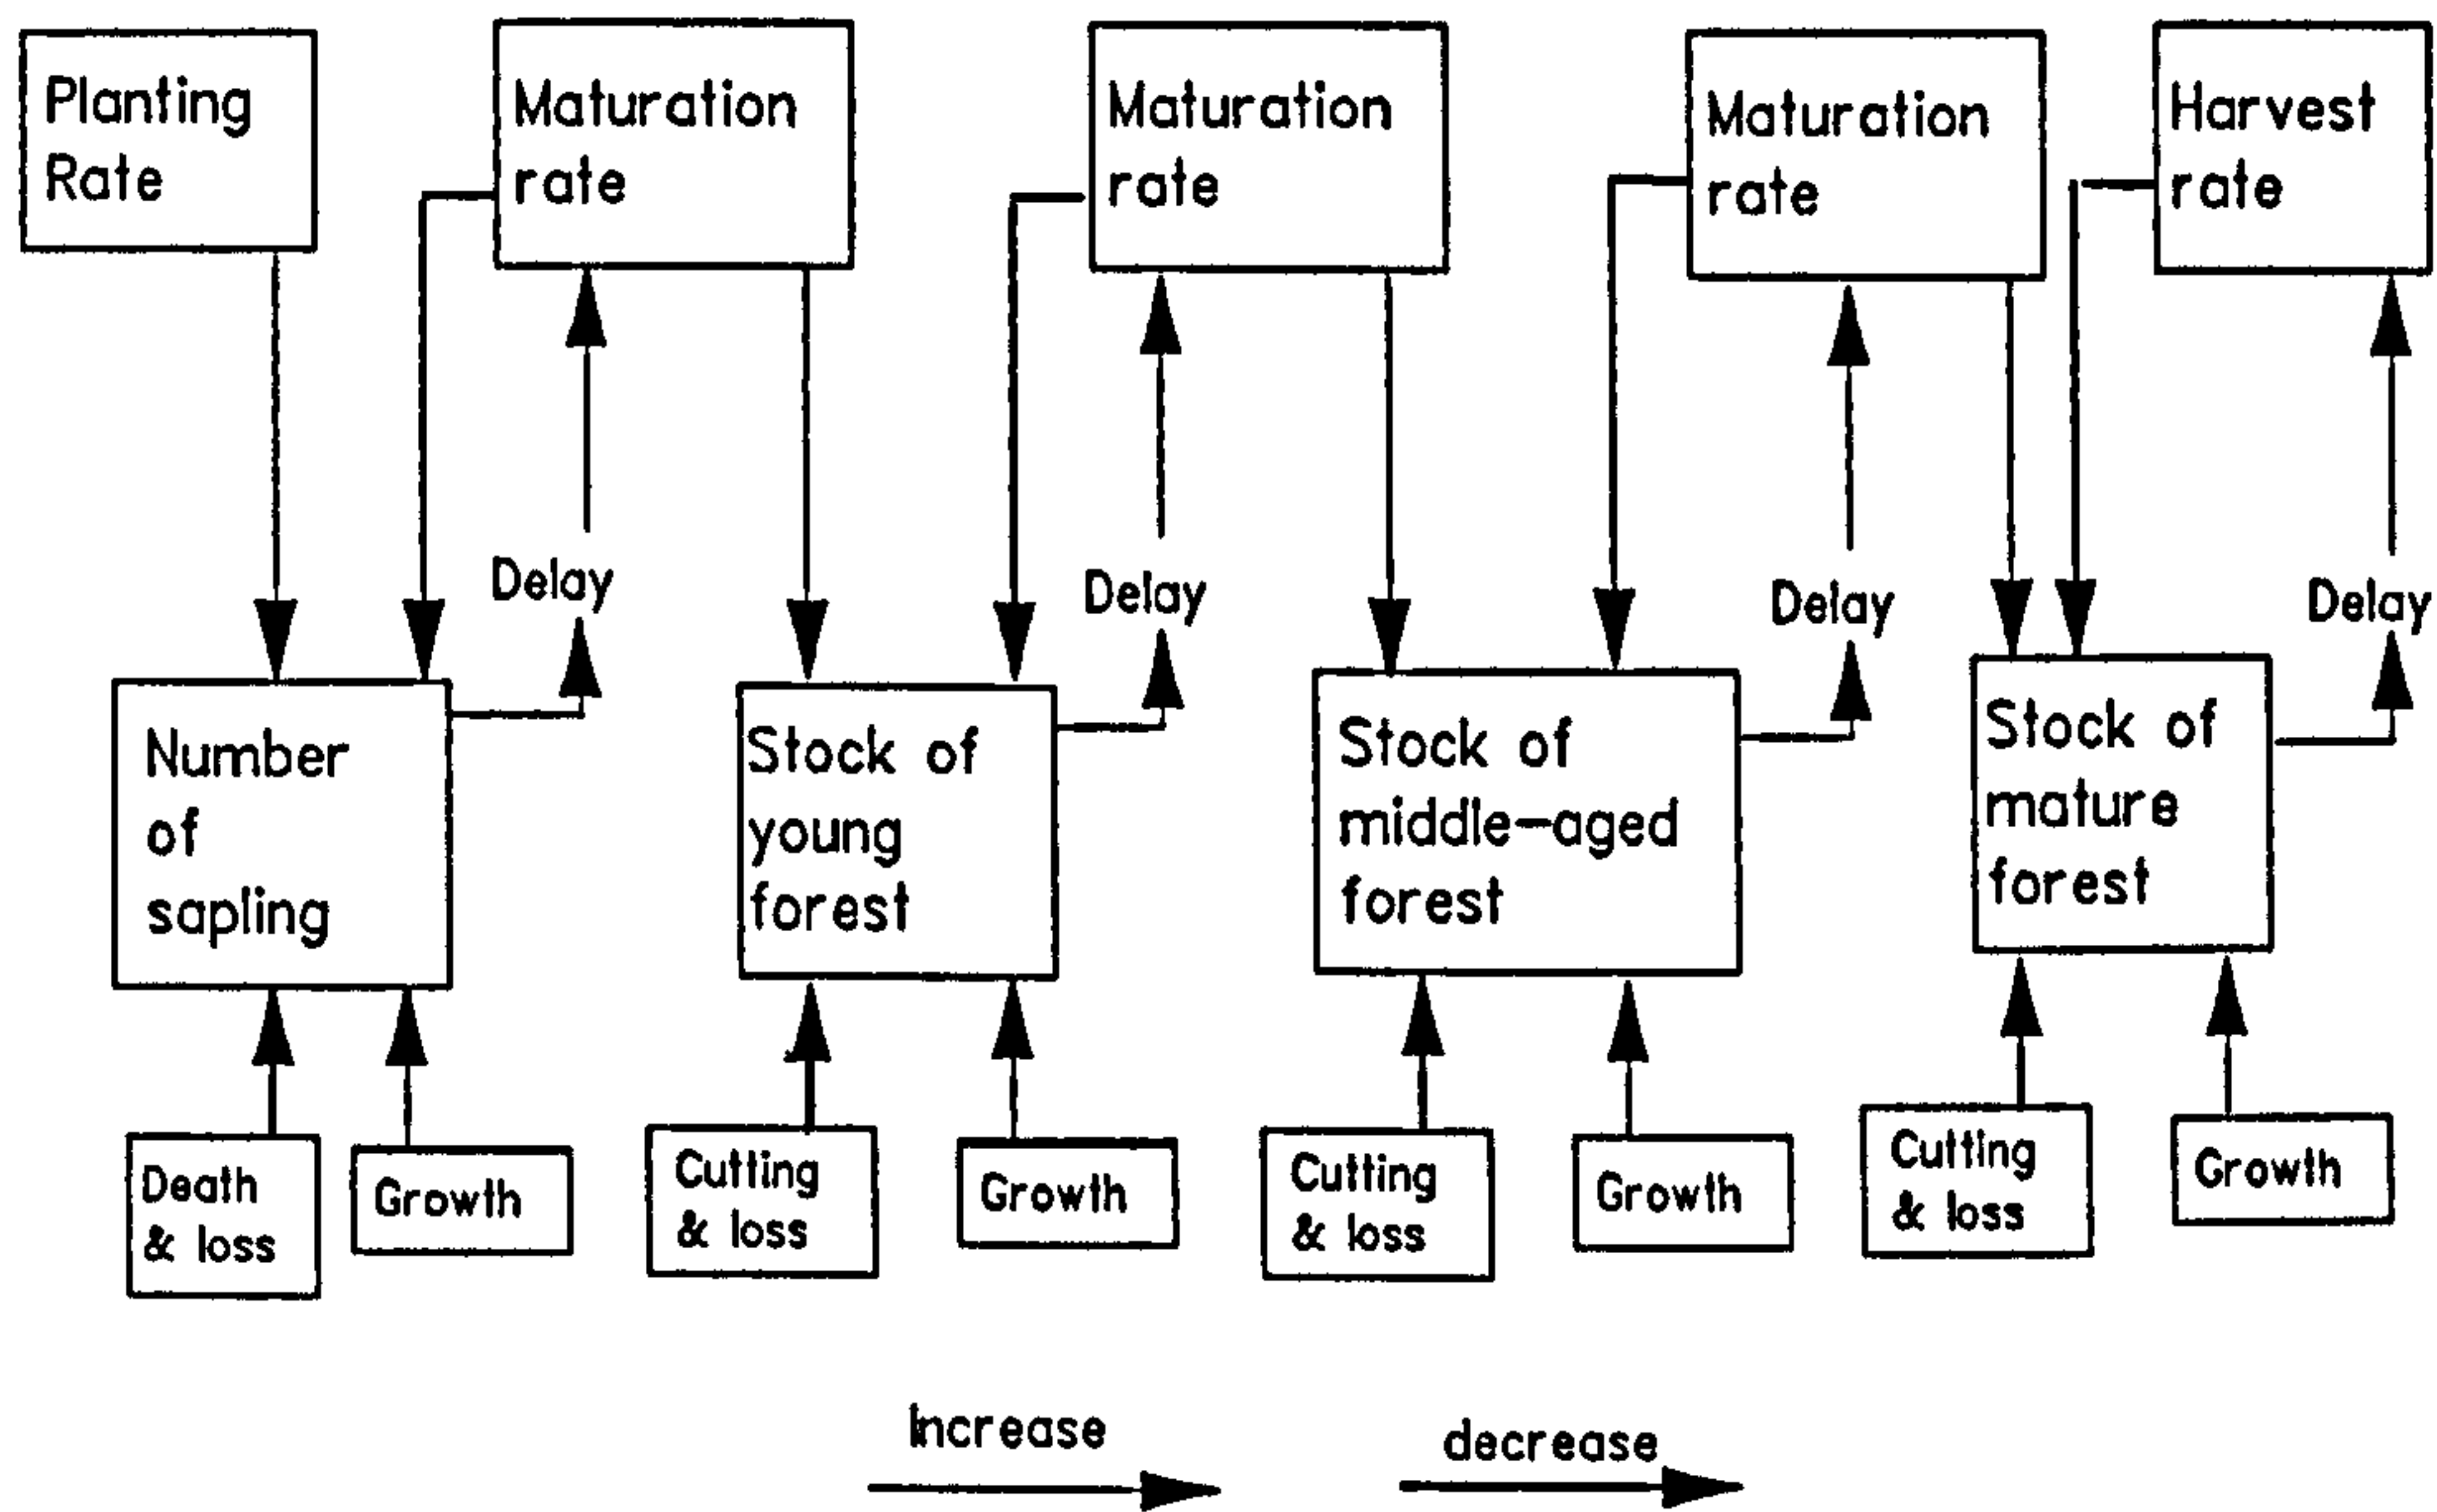 Planting
Rate
Maturation
rate
Maturation
rate
Maturation
rate
Harvest
rate
Delay
Delay
Delay
Delay
Number
of
sapling
Stock of
young
forest
Stock of
middle-aged
forest
Stock of
mature
forest
Death
& loss
Growth
Cutting
& loss
Growth
Cutting
& loss
Growth
Cutting
& loss
Growth
Increase
decrease